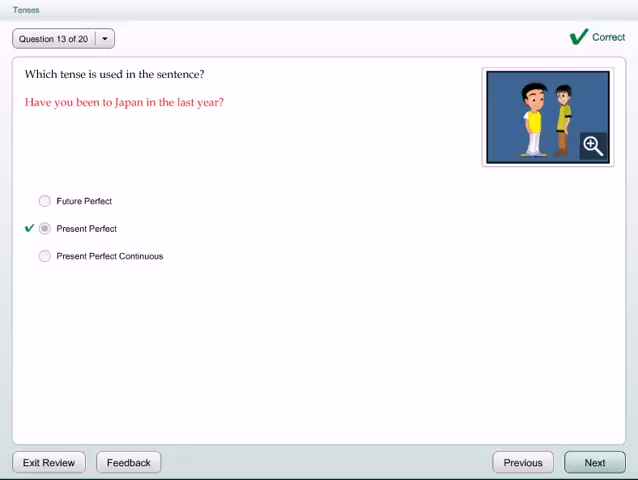 Tenses
Question 13 of 20
Correct
Which tense is used in the sentence?
Have you been to Japan in the last year?
Future Perfect
Present Perfect
Present Perfect Continuous
Exit Review
Feedback
Previous
Next